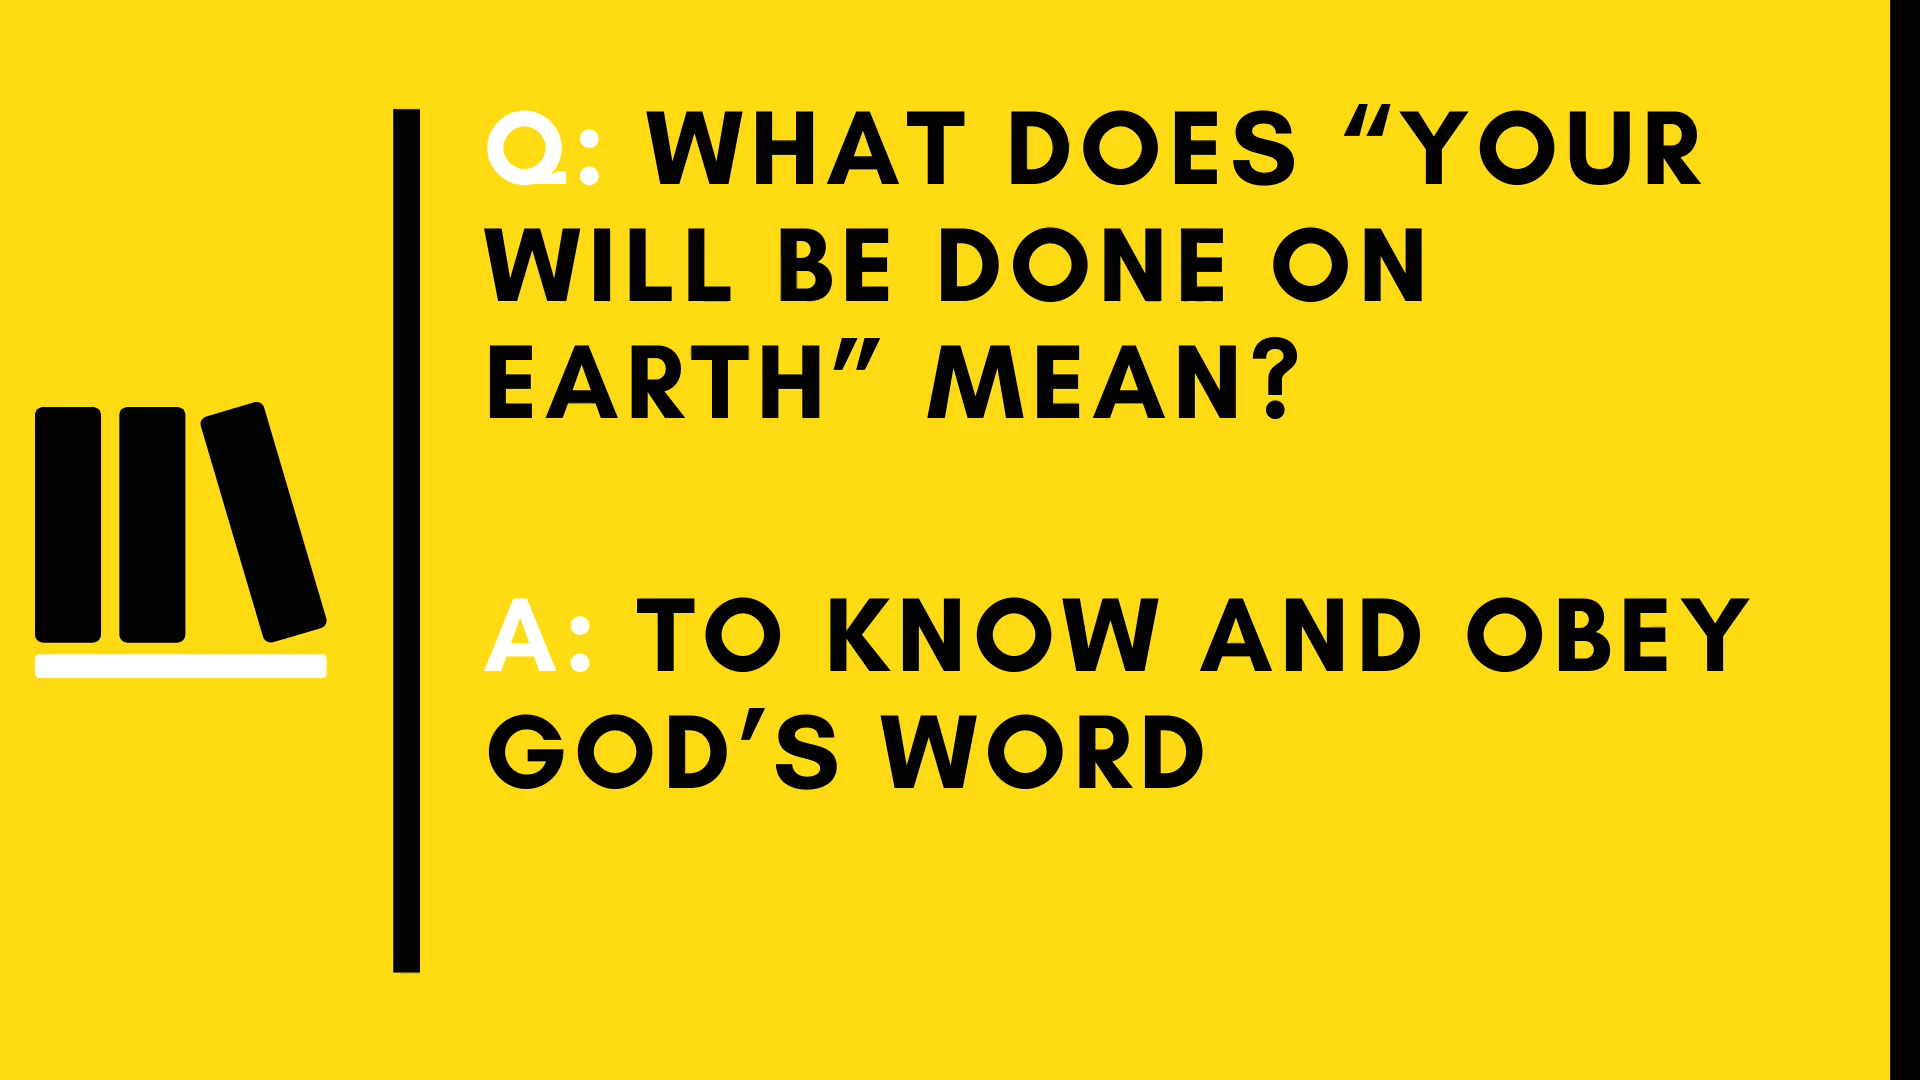 Q: WHAT DOES “YOUR
WILL BE DONE ON
EARTH” MEAN?
A: TO KNOW AND OBEY
GOD’S WORD